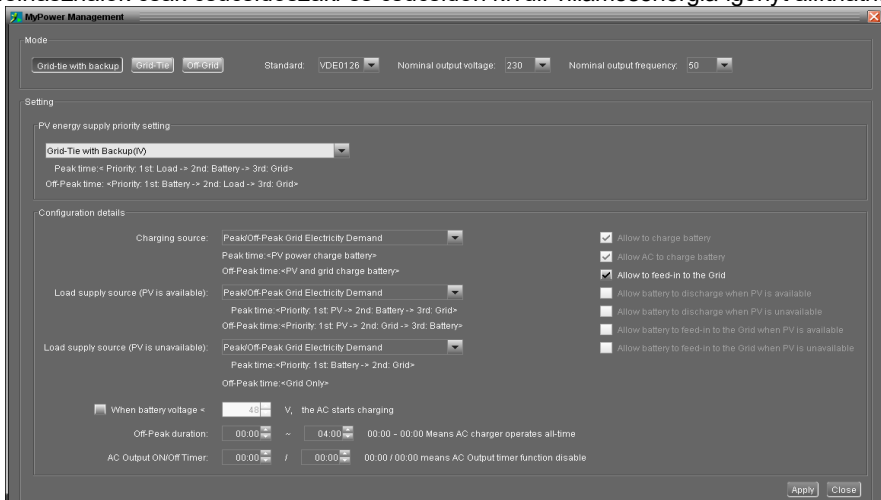 MyPower Management
Mode
Grid-tie with backup Grid-Tie Off-Grid Standard: VDE0126 Nominal output voltage: 230 Nominal output frequency: 50
Setting
PV energy supply priority setting
Grid-Tie with Backup(IV)
Peak time:< Priority: 1st: Load -> 2nd: Battery -> 3rd: Grid>
Off-Peak time: <Priority: 1st: Battery -> 2nd: Load -> 3rd: Grid>
Configuration details
Charging source: Peak/Off-Peak Grid Electricity Demand
Peak time:<PV power charge battery>
Off-Peak time:<PV and grid charge battery>
Load supply source (PV is available): Peak/Off-Peak Grid Electricity Demand
Peak time:<Priority: 1st: PV -> 2nd: Battery -> 3rd: Grid>
Off-Peak time:<Priority: 1st: PV -> 2nd: Grid -> 3rd: Battery>
Load supply source (PV is unavailable): Peak/Off-Peak Grid Electricity Demand
Peak time:<Priority: 1st: Battery -> 2nd: Grid>
Off-Peak time:<Grid Only>
Allow to charge battery
Allow AC to charge battery
Allow to feed-in to the Grid
Allow battery to discharge when PV is available
Allow battery to discharge when PV is unavailable
Allow battery to feed-in to the Grid when PV is available
Allow battery to feed-in to the Grid when PV is unavailable
When battery voltage < 48 V, the AC starts charging
Off-Peak duration: 00:00 ~ 04:00 00:00 - 00:00 Means AC charger operates all-time
AC Output ON/Off Timer: 00:00 / 00:00 00:00 / 00:00 means AC Output timer function disable
Apply Close